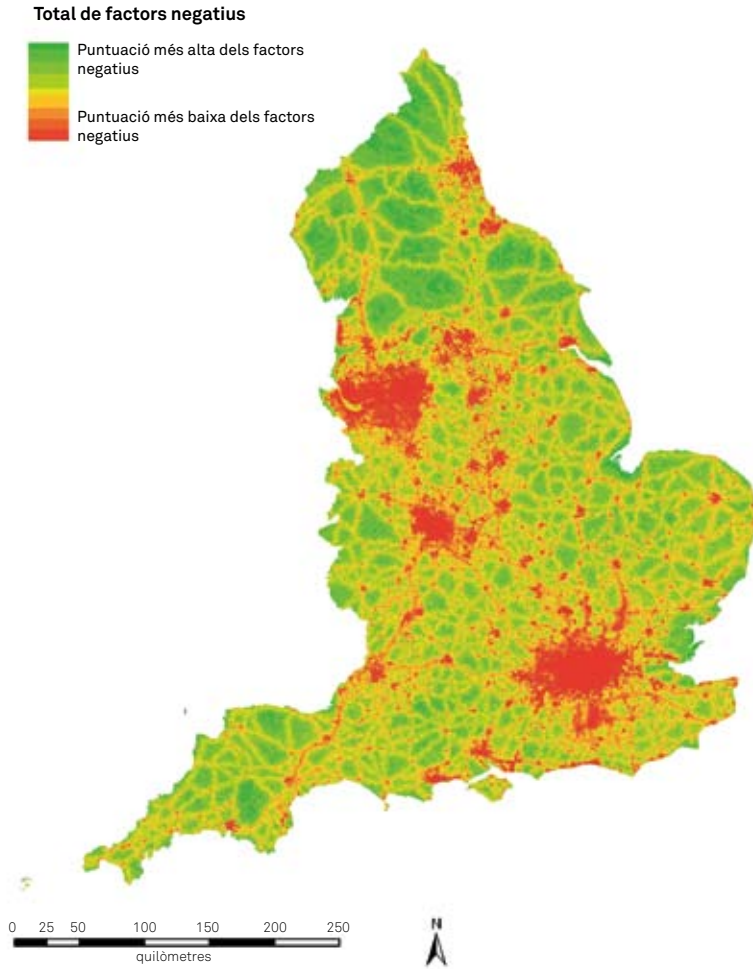 Total de factors negatius
Puntuació més alta dels factors
negatius
Puntuació més baixa dels factors
negatius
0 25 50 100 150 200 250
quilòmetres
N